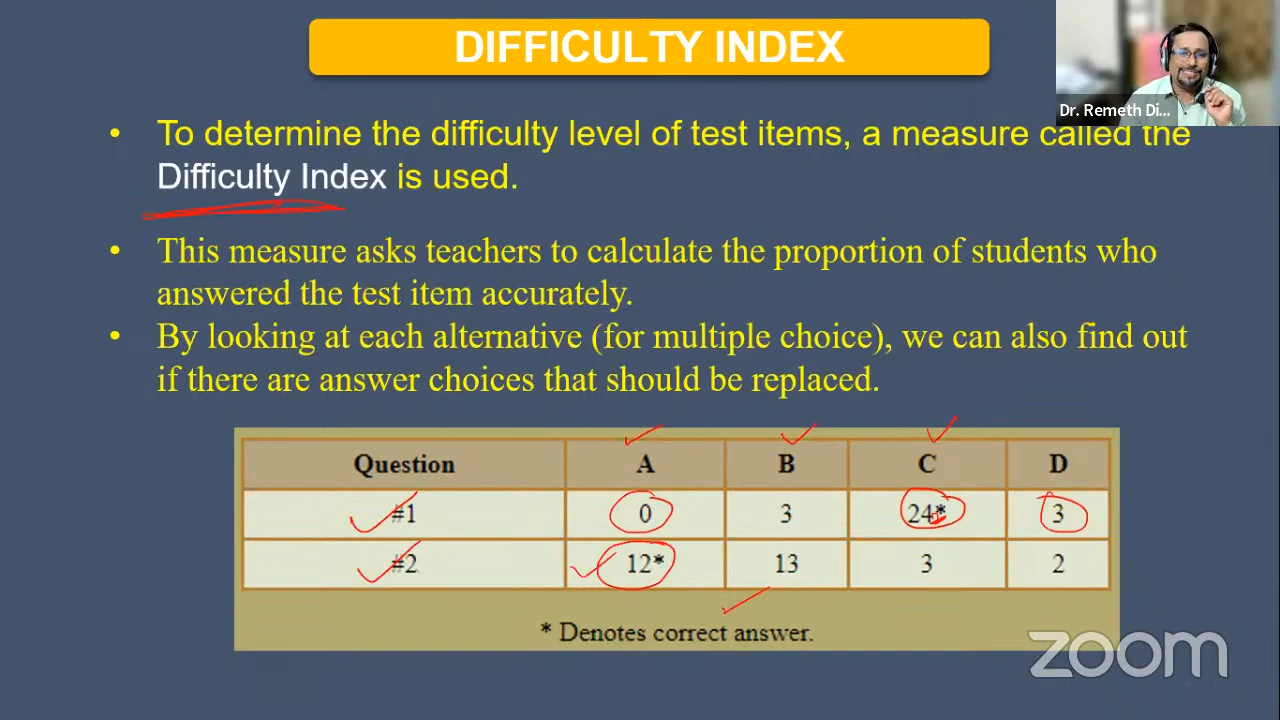 DIFFICULTY INDEX
Dr. Remeth Di...
• To determine the difficulty level of test items, a measure called the
Difficulty Index is used.
• This measure asks teachers to calculate the proportion of students who
answered the test item accurately.
• By looking at each alternative (for multiple choice), we can also find out
if there are answer choices that should be replaced.
Question A B C D
#1 0 3 24* 3
#2 12* 13 3 2
* Denotes correct answer.
zoom